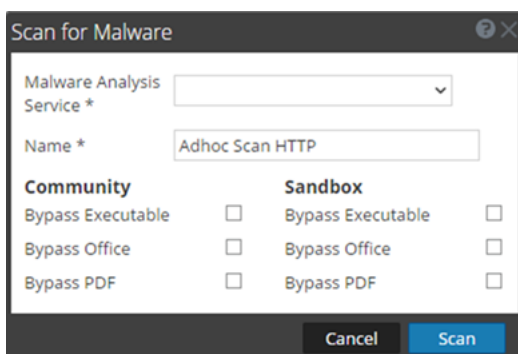 Scan for Malware
Malware Analysis
Service *
Name *
Adhoc Scan HTTP
Community
Sandbox
Bypass Executable
Bypass Executable
Bypass Office
Bypass Office
Bypass PDF
Bypass PDF
Cancel
Scan